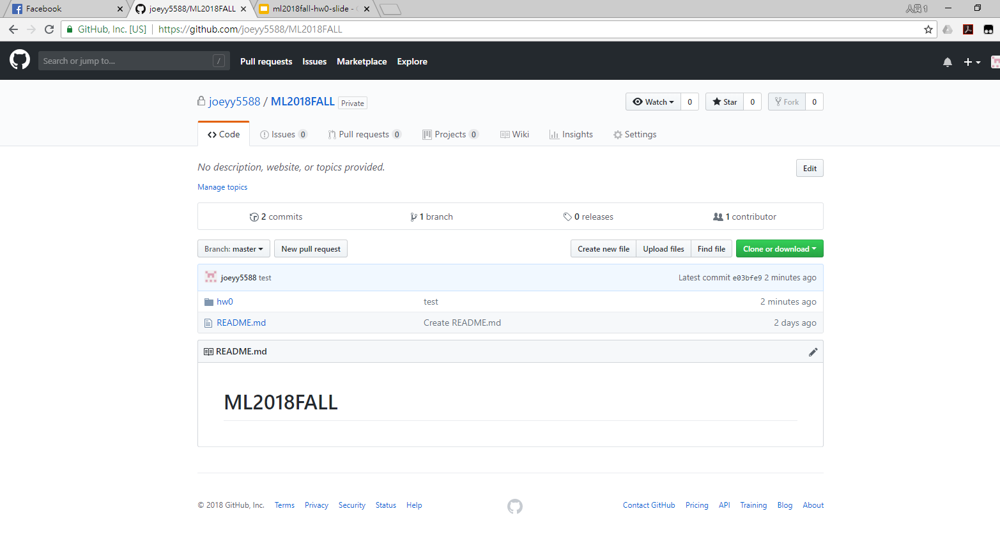 Facebook joeyy5588/ML2018FALL ml2018fall-hw0-slide - 人員 1
GitHub, Inc. [US] https://github.com/joeyy5588/ML2018FALL
Search or jump to... / Pull requests Issues Marketplace Explore
joeyy5588 / ML2018FALL Private Watch 0 Star 0 Fork 0
Code Issues 0 Pull requests 0 Projects 0 Wiki Insights Settings
No description, website, or topics provided. Edit
Manage topics
2 commits 1 branch 0 releases 1 contributor
Branch: master New pull request Create new file Upload files Find file Clone or download
joeyy5588 test Latest commit e03bfe9 2 minutes ago
hw0 test 2 minutes ago
README.md Create README.md 2 days ago
README.md
ML2018FALL
© 2018 GitHub, Inc. Terms Privacy Security Status Help Contact GitHub Pricing API Training Blog About